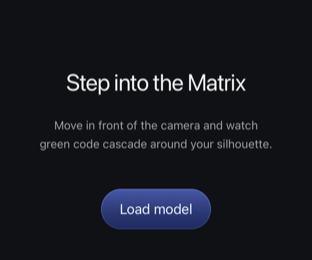 Step into the Matrix
Move in front of the camera and watch
green code cascade around your silhouette.
Load model